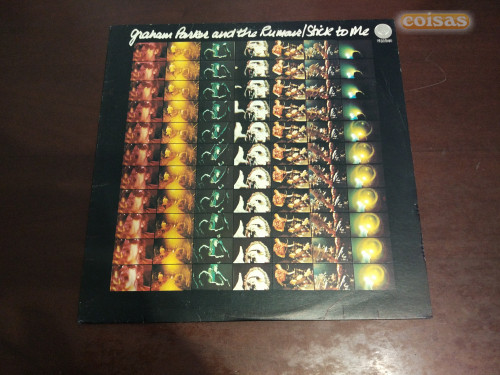 coisas
Graham Parker and the Rumour/Stick to Me